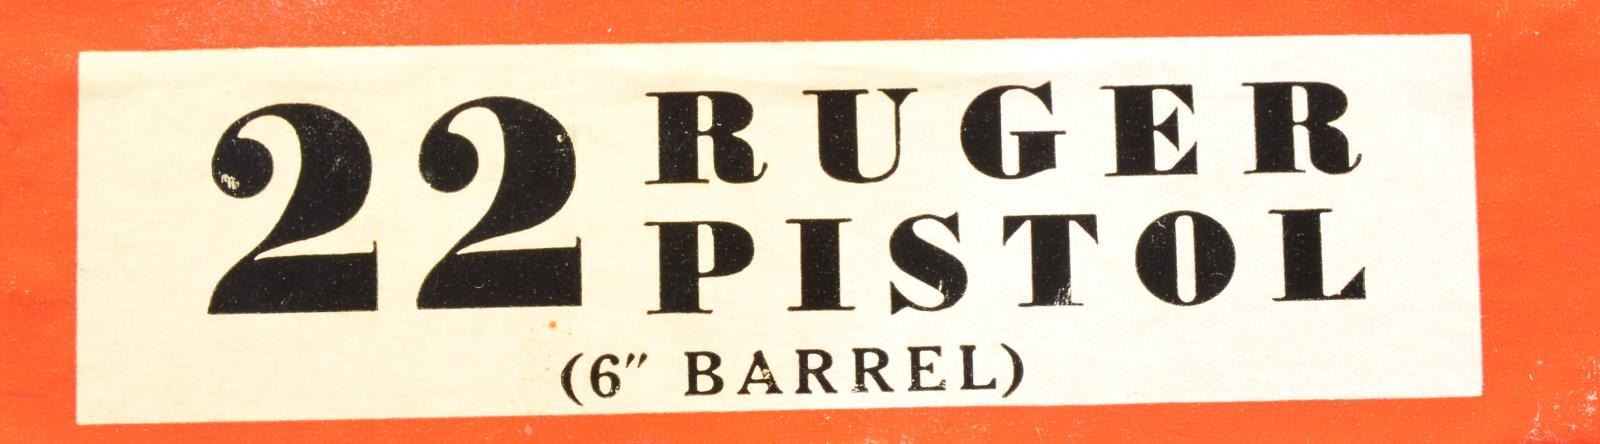 22 RUGER
PISTOL
(6" BARREL)